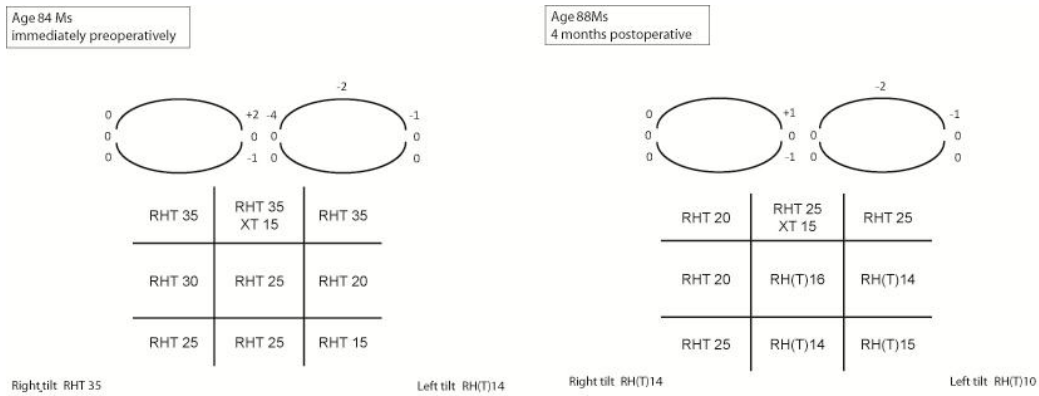 Age 84 Ms
immediately preoperatively
-2
0 +2 -4 -1
0 0 0 0
0 -1 0 0
RHT 35 RHT 35 RHT 35
XT 15
RHT 30 RHT 25 RHT 20
RHT 25 RHT 25 RHT 15
Right tilt RHT 35 Left tilt RH(T)14
Age 88Ms
4 months postoperative
-2
0 +1 -1
0 0 0 0
0 -1 0 0
RHT 20 RHT 25 RHT 25
XT 15
RHT 20 RH(T)16 RH(T)14
RHT 25 RH(T)14 RH(T)15
Right tilt RH(T)14 Left tilt RH(T)10